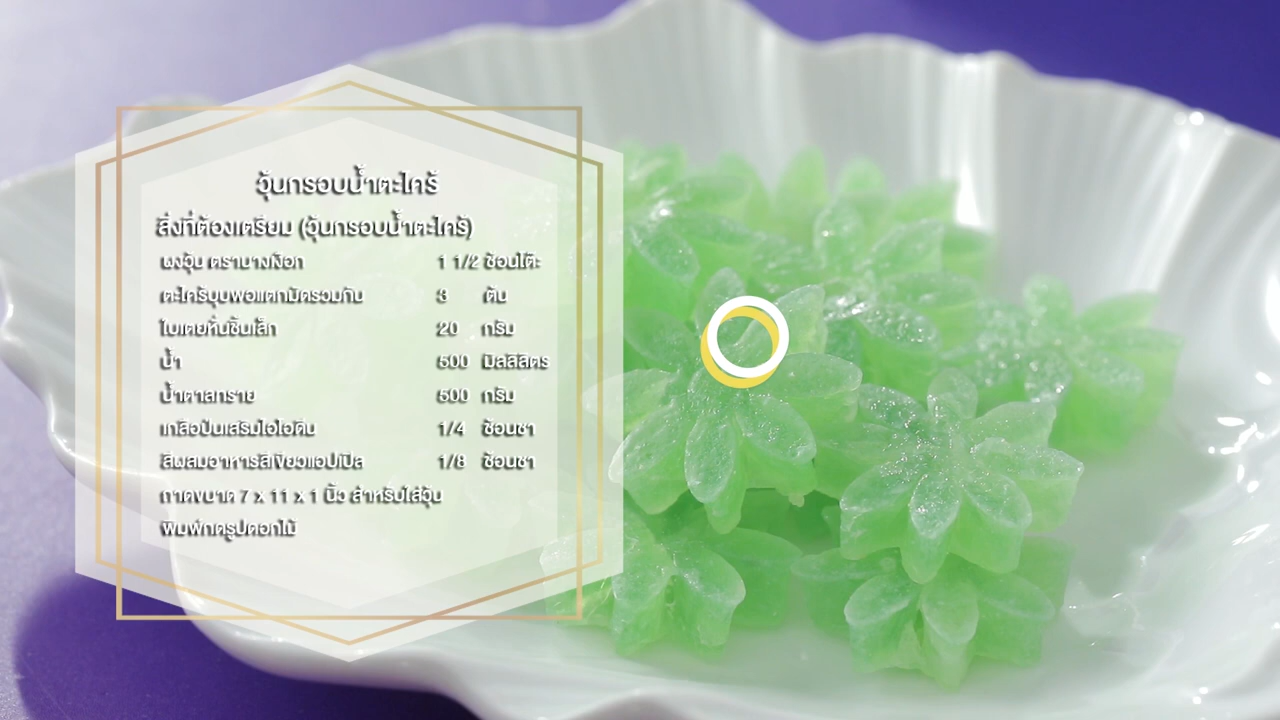 วุ้นกรอบน้ำตะไคร้
สิ่งที่ต้องเตรียม (วุ้นกรอบน้ำตะไคร้)
ผงวุ้น ตรานางเงือก 1 1/2 ช้อนโต๊ะ
ตะไคร้บุบพอแตกมัดรวมกัน 3 ต้น
ใบเตยหั่นชิ้นเล็ก 20 กรัม
น้ำ 500 มิลลิลิตร
น้ำตาลทราย 500 กรัม
เกลือป่นเสริมไอโอดีน 1/4 ช้อนชา
สีผสมอาหารสีเขียวแอปเปิล 1/8 ช้อนชา
ถาดขนาด 7 x 11 x 1 นิ้ว สำหรับใส่วุ้น
พิมพ์กดรูปดอกไม้